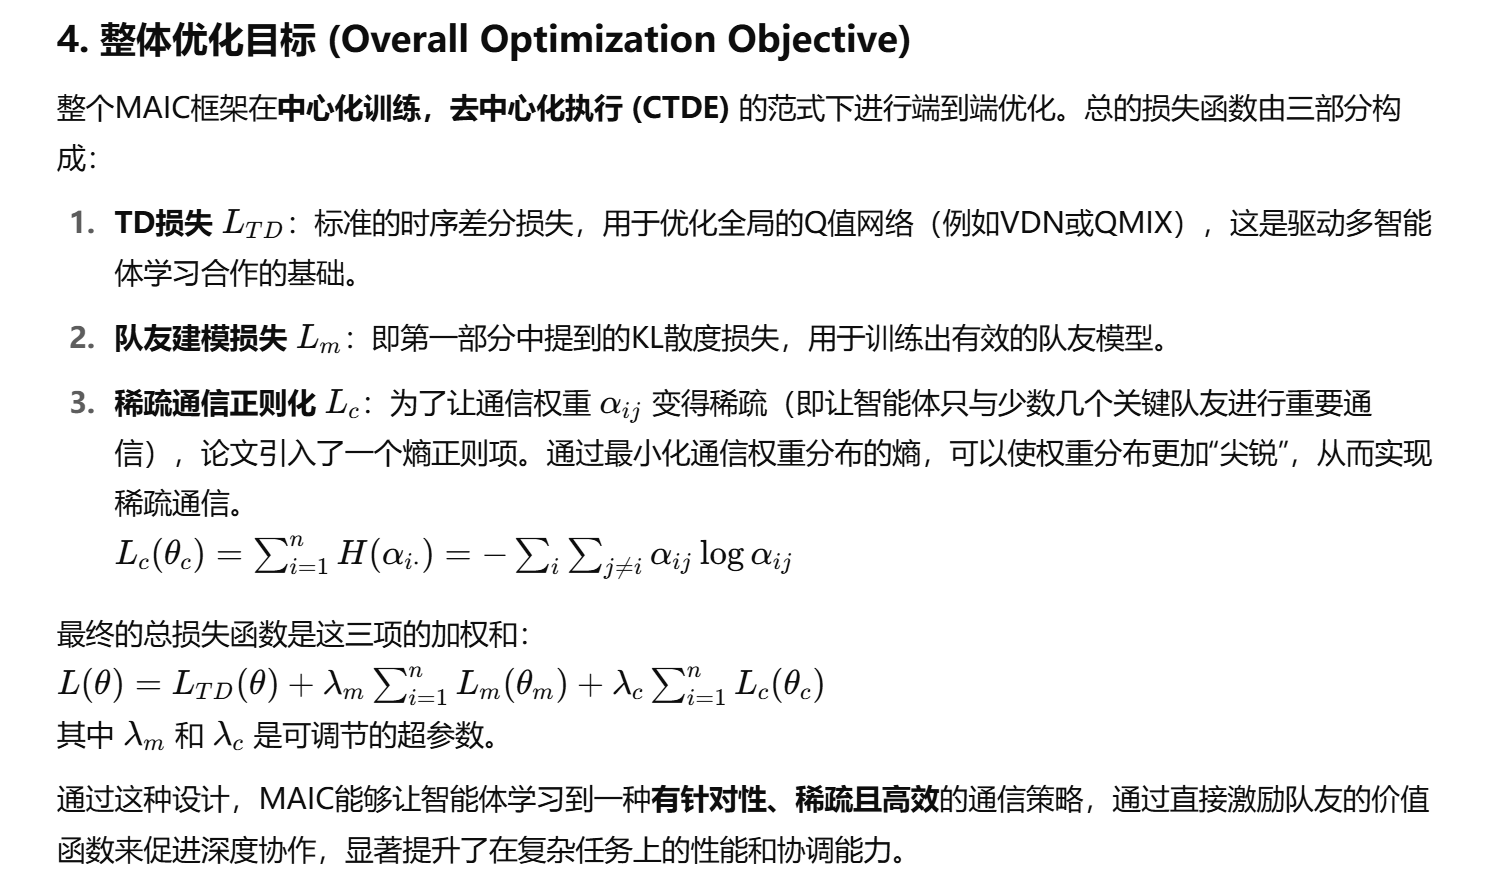 4. 整体优化目标 (Overall Optimization Objective)
整个MAIC框架在中心化训练，去中心化执行 (CTDE) 的范式下进行端到端优化。总的损失函数由三部分构
成：
1. TD损失 $L_{TD}$：标准的时序差分损失，用于优化全局的Q值网络（例如VDN或QMIX），这是驱动多智能
体学习合作的基础。
2. 队友建模损失 $L_m$：即第一部分中提到的KL散度损失，用于训练出有效的队友模型。
3. 稀疏通信正则化 $L_c$：为了让通信权重 $\alpha_{ij}$ 变得稀疏（即让智能体只与少数几个关键队友进行重要通
信），论文引入了一个熵正则项。通过最小化通信权重分布的熵，可以使权重分布更加“尖锐”，从而实现
稀疏通信。
$L_c(\theta_c) = \sum_{i=1}^{n} H(\alpha_{i\cdot}) = -\sum_i \sum_{j \neq i} \alpha_{ij} \log \alpha_{ij}$
最终的总损失函数是这三项的加权和：
$L(\theta) = L_{TD}(\theta) + \lambda_m \sum_{i=1}^{n} L_m(\theta_m) + \lambda_c \sum_{i=1}^{n} L_c(\theta_c)$
其中 $\lambda_m$ 和 $\lambda_c$ 是可调节的超参数。
通过这种设计，MAIC能够让智能体学习到一种有针对性、稀疏且高效的通信策略，通过直接激励队友的价值
函数来促进深度协作，显著提升了在复杂任务上的性能和协调能力。